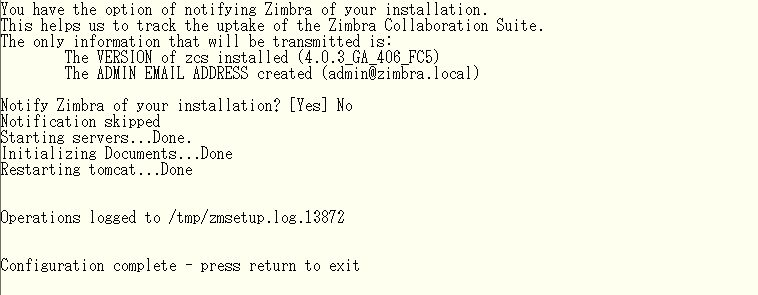 You have the option of notifying Zimbra of your installation.
This helps us to track the uptake of the Zimbra Collaboration Suite.
The only information that will be transmitted is:
The VERSION of zcs installed (4.0.3_GA_406_FC5)
The ADMIN EMAIL ADDRESS created (admin@zimbra.local)
Notify Zimbra of your installation? [Yes] No
Notification skipped
Starting servers...Done.
Initializing Documents...Done
Restarting tomcat...Done
Operations logged to /tmp/zmsetup.log.13872
Configuration complete - press return to exit